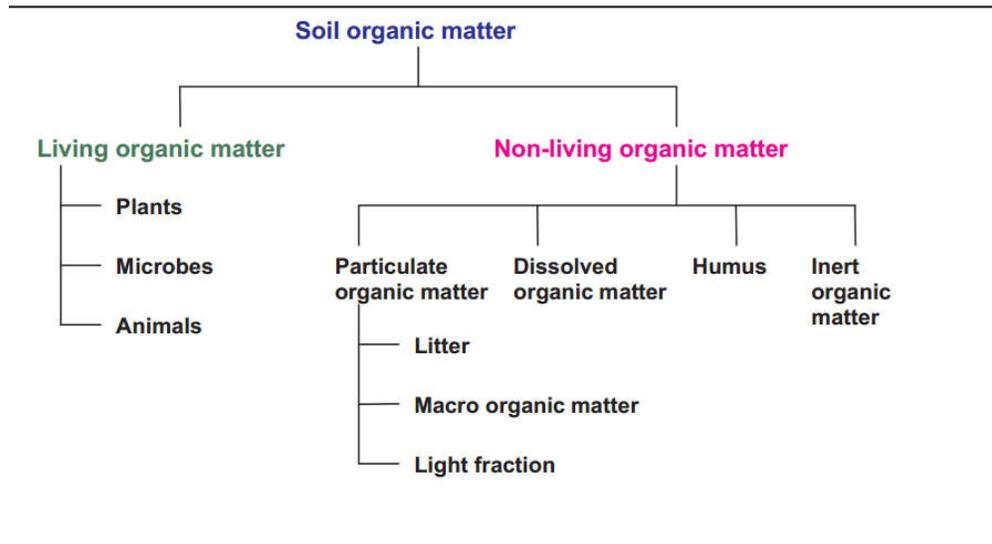 Soil organic matter
Living organic matter
Non-living organic matter
Plants
Microbes
Animals
Particulate
organic matter
Dissolved
organic matter
Humus
Inert
organic
matter
Litter
Macro organic matter
Light fraction